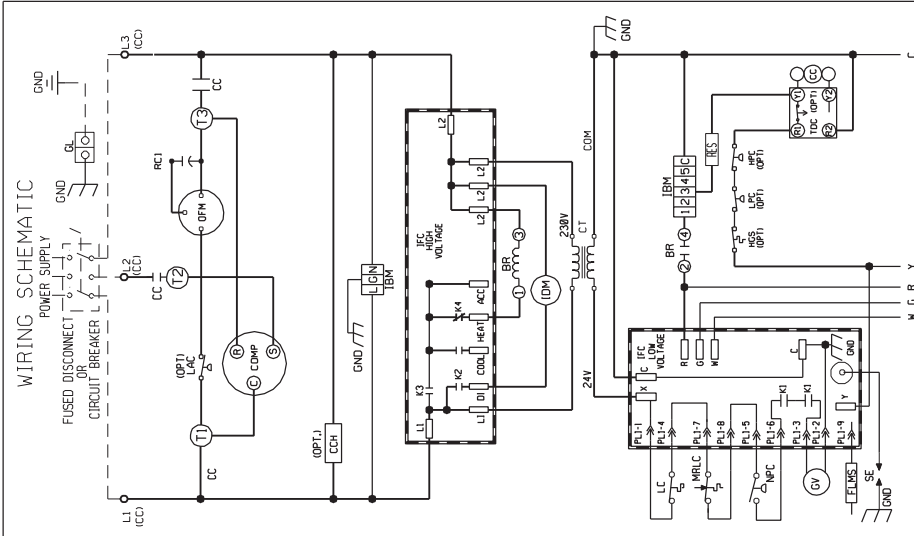 WIRING SCHEMATIC
POWER SUPPLY
FUSED DISCONNECT
OR
CIRCUIT BREAKER
GND
GL
GND
L1
(CC)
L2
(CC)
L3
(CC)
CC
T1
(OPT)
LAC
CC
T2
OFM
RC1
T3
CC
COMP
R
S
C
(OPT.)
CCH
GND
L G N
IBM
IFC
HIGH
VOLTAGE
L1
K3
K2
K4
L1
D1
COOL
HEAT
ACC
L2
L2
L2
L2
1
BR
3
IDM
230V
CT
24V
COM
GND
IFC
LOW
VOLTAGE
X
C
R
G
W
C
GND
Y
K1
K1
PL1-1
PL1-4
PL1-7
PL1-8
PL1-5
PL1-6
PL1-3
PL1-2
PL1-9
LC
MRLC
NPC
GV
FLMS
SE
GND
2
BR
4
IBM
1 2 3 4 5 C
RES
HGS
(OPT)
LPC
(OPT)
HPC
(OPT)
R1
Y1
TDC (OPT)
R2
Y2
CC
W
G
R
Y
C